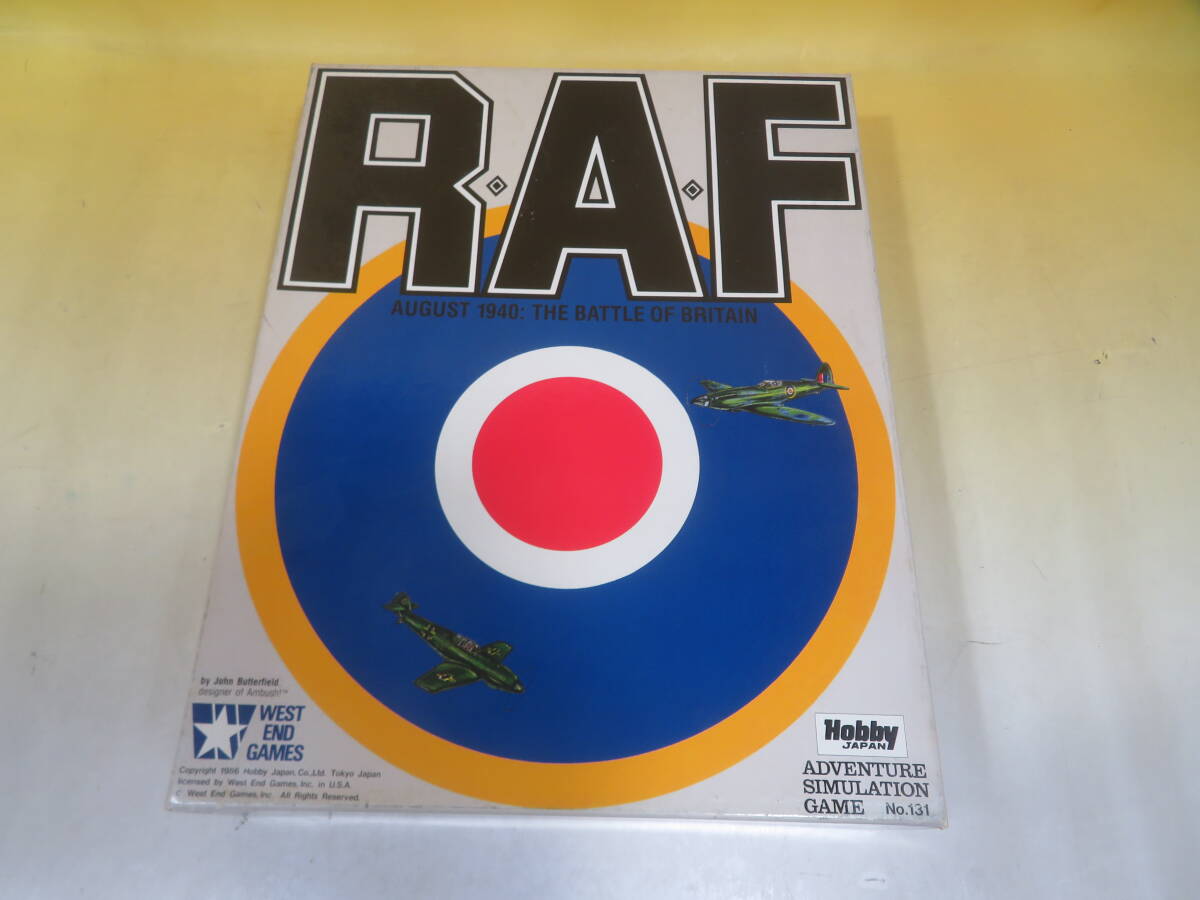 R·A·F
AUGUST 1940: THE BATTLE OF BRITAIN
by John Butterfield
designer of Ambush!™
WEST
END
GAMES
Copyright 1986 Hobby Japan, Co., Ltd. Tokyo Japan
licensed by West End Games, Inc. in U.S.A.
© West End Games, Inc. All Rights Reserved.
Hobby
JAPAN
ADVENTURE
SIMULATION
GAME No.131